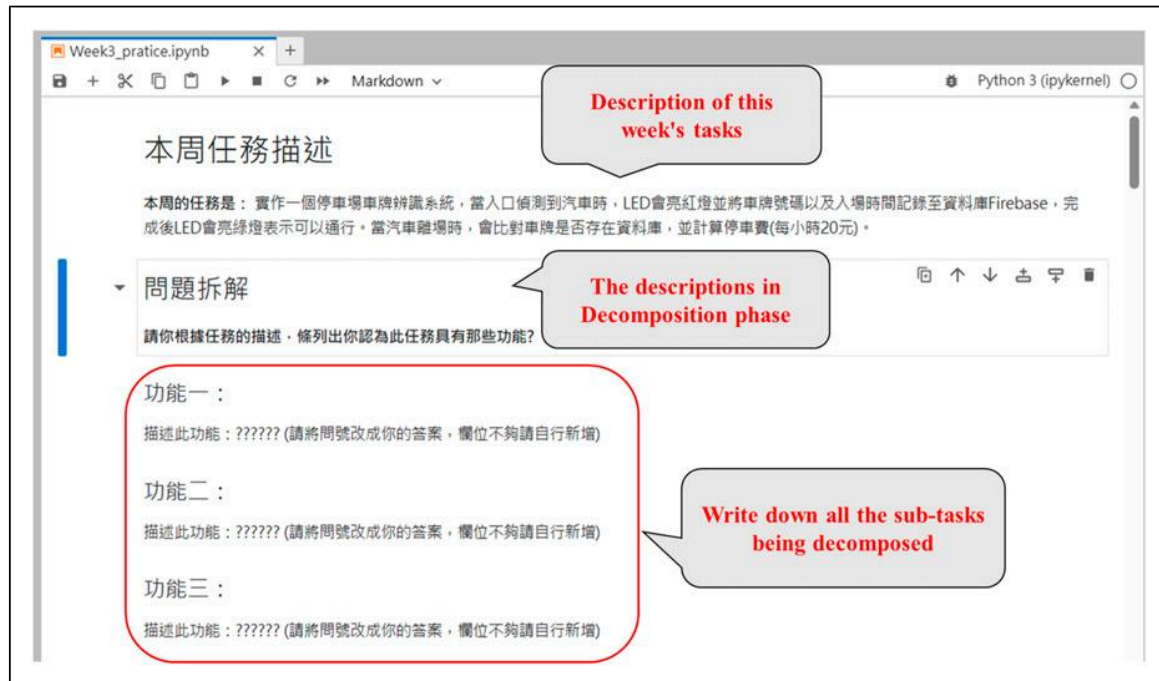 Week3_pratice.ipynb
Markdown
Python 3 (ipykernel)
Description of this
week's tasks
本周任務描述
本周的任務是： 實作一個停車場車牌辨識系統，當入口偵測到汽車時，LED會亮紅燈並將車牌號碼以及入場時間記錄至資料庫Firebase，完
成後LED會亮綠燈表示可以通行。當汽車離場時，會比對車牌是否存在資料庫，並計算停車費(每小時20元)。
問題拆解
The descriptions in
Decomposition phase
請你根據任務的描述，條列出你認為此任務具有那些功能?
功能一：
描述此功能：?????? (請將問號改成你的答案，欄位不夠請自行新增)
功能二：
描述此功能：?????? (請將問號改成你的答案，欄位不夠請自行新增)
Write down all the sub-tasks
being decomposed
功能三：
描述此功能：?????? (請將問號改成你的答案，欄位不夠請自行新增)